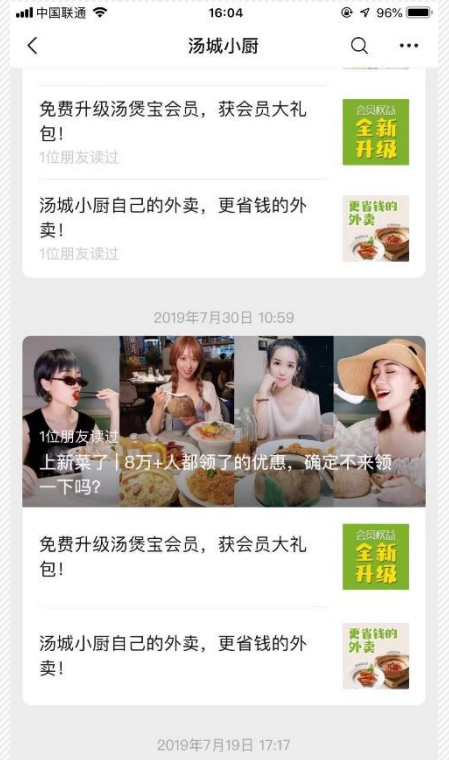 中国联通 16:04 96%
汤城小厨
免费升级汤煲宝会员，获会员大礼
包！
1位朋友读过
会员权益
全新
升级
汤城小厨自己的外卖，更省钱的外
卖！
1位朋友读过
更省钱的
外卖
2019年7月30日 10:59
1位朋友读过
上新菜了 | 8万+人都领了的优惠，确定不来领
一下吗？
免费升级汤煲宝会员，获会员大礼
包！
会员权益
全新
升级
汤城小厨自己的外卖，更省钱的外
卖！
更省钱的
外卖
2019年7月19日 17:17